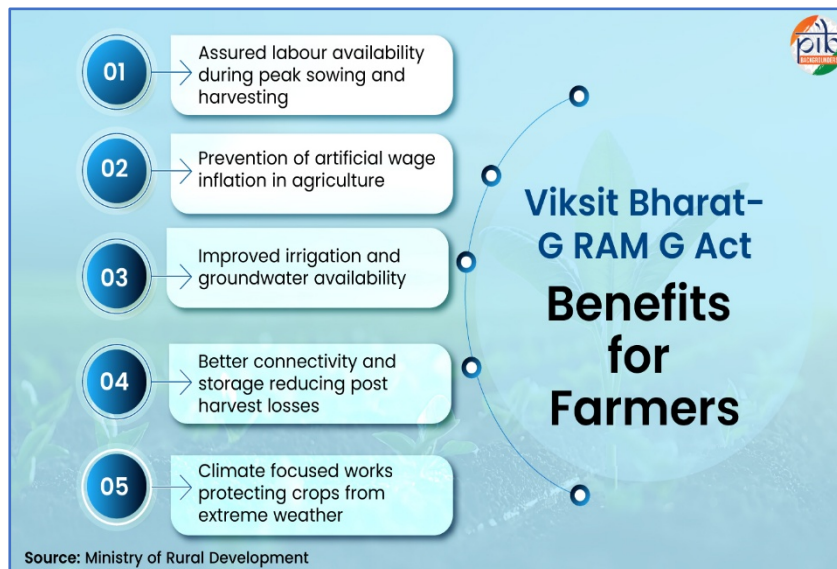 01
Assured labour availability
during peak sowing and
harvesting
02
Prevention of artificial wage
inflation in agriculture
03
Improved irrigation and
groundwater availability
04
Better connectivity and
storage reducing post
harvest losses
05
Climate focused works
protecting crops from
extreme weather
pib
BACKGROUNDERS
Viksit Bharat-
G RAM G Act
Benefits
for
Farmers
Source: Ministry of Rural Development